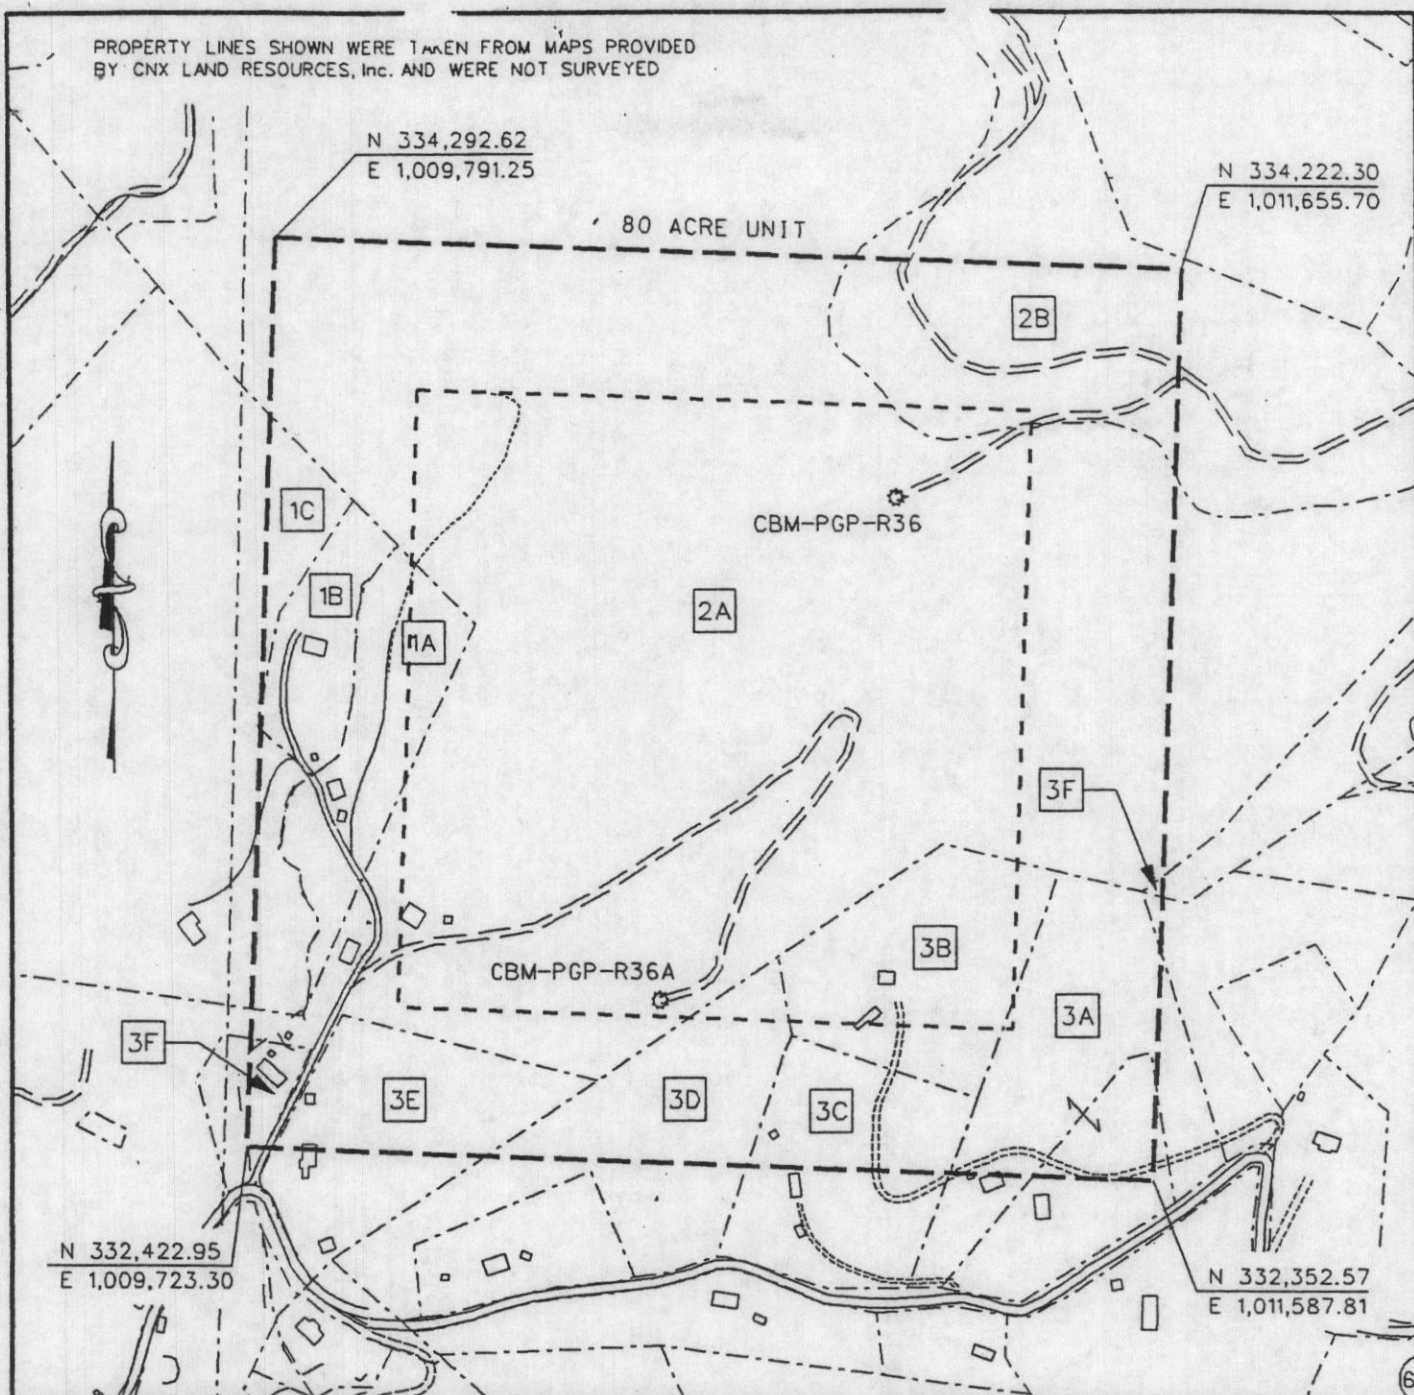 PROPERTY LINES SHOWN WERE TAKEN FROM MAPS PROVIDED
BY CNX LAND RESOURCES, Inc. AND WERE NOT SURVEYED
N 334,292.62
E 1,009,791.25
N 334,222.30
E 1,011,655.70
80 ACRE UNIT
2B
1C
CBM-PGP-R36
1B
2A
1A
3F
3B
CBM-PGP-R36A
3A
3F
3E
3D
3C
N 332,422.95
E 1,009,723.30
N 332,352.57
E 1,011,587.81
6